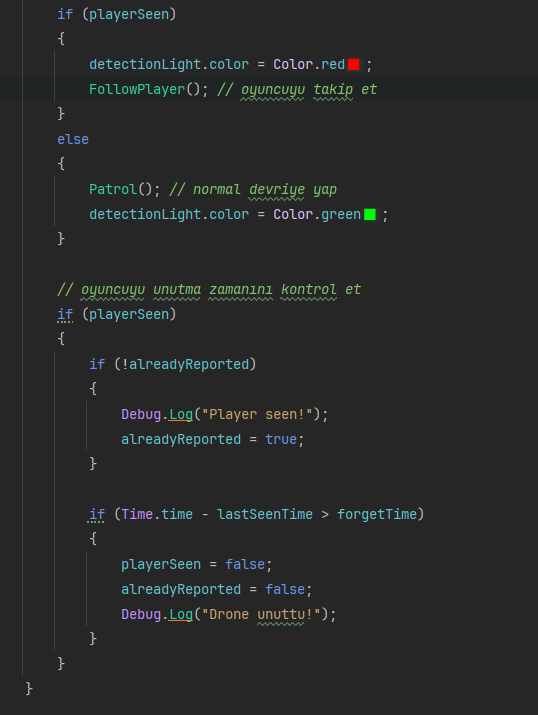 if (playerSeen)
{
detectionLight.color = Color.red;
FollowPlayer(); // oyuncuyu takip et
}
else
{
Patrol(); // normal devriye yap
detectionLight.color = Color.green;
}
// oyuncuyu unutma zamanını kontrol et
if (playerSeen)
{
if (!alreadyReported)
{
Debug.Log("Player seen!");
alreadyReported = true;
}
if (Time.time - lastSeenTime > forgetTime)
{
playerSeen = false;
alreadyReported = false;
Debug.Log("Drone unuttu!");
}
}
}